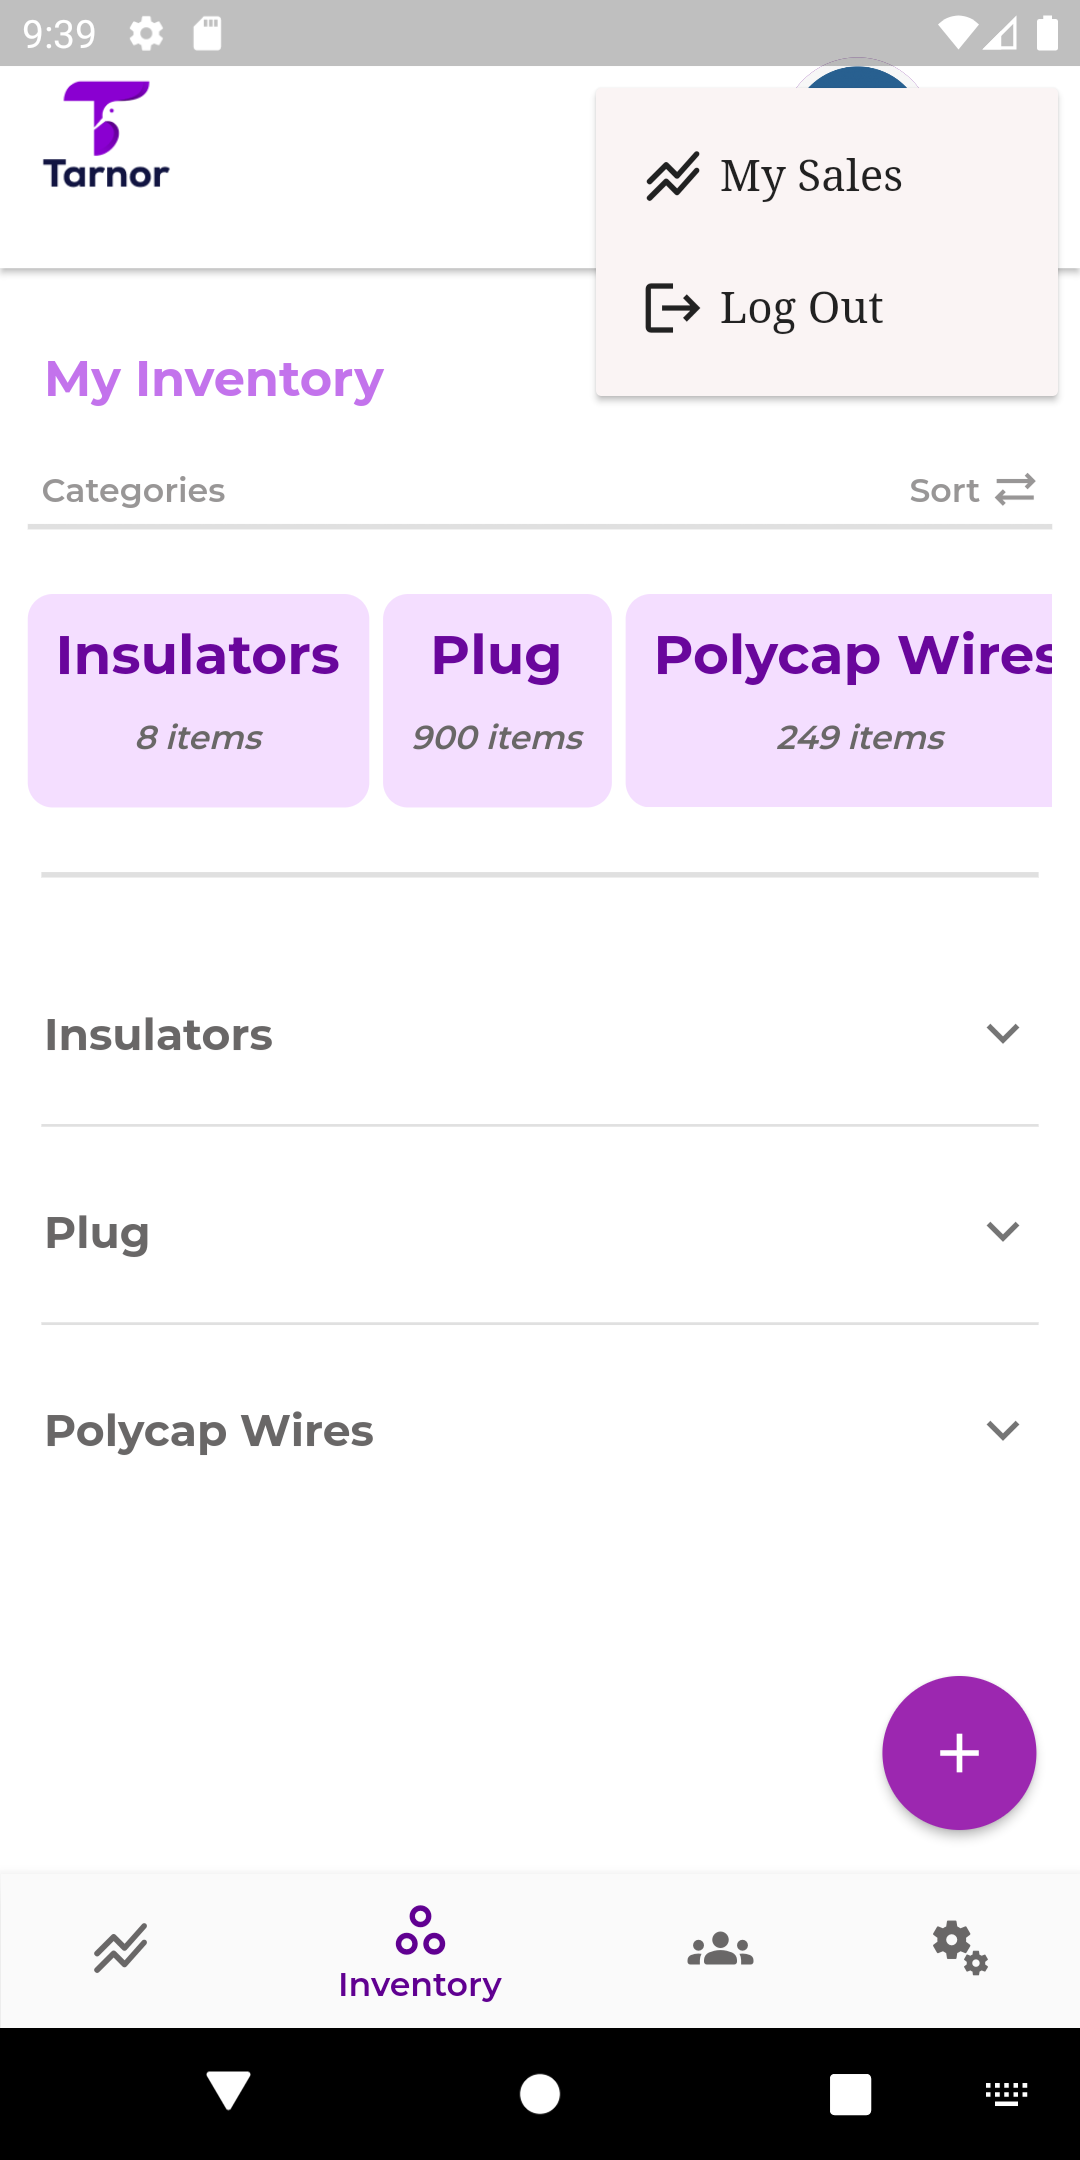 9:39
Tarnor
My Sales
Log Out
My Inventory
Categories
Sort
Insulators
Plug
Polycap Wires
8 items
900 items
249 items
Insulators
Plug
Polycap Wires
Inventory